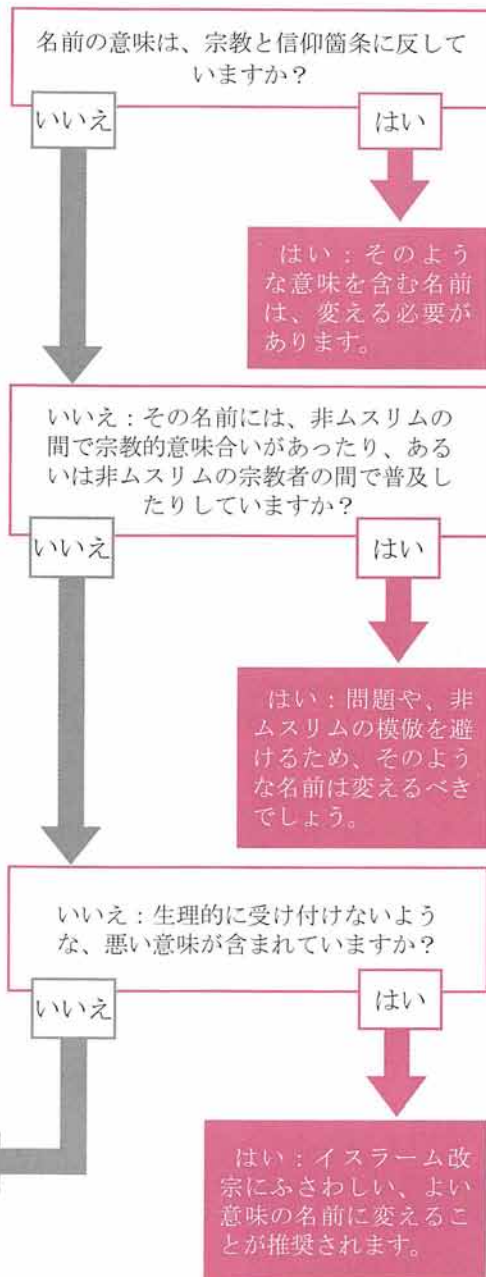 名前の意味は、宗教と信仰箇条に反して
いますか？
いいえ
はい
はい：そのよう
な意味を含む名前
は、変える必要が
あります。
いいえ：その名前には、非ムスリムの
間で宗教的意味合いがあったり、ある
いは非ムスリムの宗教者の間で普及し
たりしていますか？
いいえ
はい
はい：問題や、非
ムスリムの模倣を避
けるため、そのよう
な名前は変えるべき
でしょう。
いいえ：生理的に受け付けないよう
な、悪い意味が含まれていますか？
いいえ
はい
はい：イスラーム改
宗にふさわしい、よい
意味の名前に変えるこ
とが推奨されます。